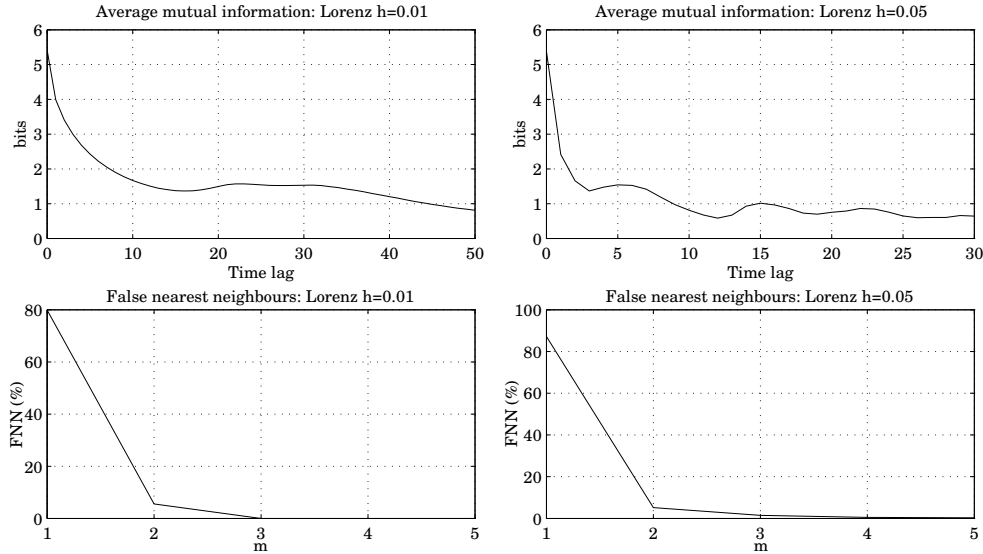 Average mutual information: Lorenz h=0.01
6
5
4
3
2
1
0
bits
0 10 20 30 40 50
Time lag
Average mutual information: Lorenz h=0.05
6
5
4
3
2
1
0
bits
0 5 10 15 20 25 30
Time lag
False nearest neighbours: Lorenz h=0.01
80
60
40
20
0
FNN (%)
1 2 3 4 5
m
False nearest neighbours: Lorenz h=0.05
100
80
60
40
20
0
FNN (%)
1 2 3 4 5
m